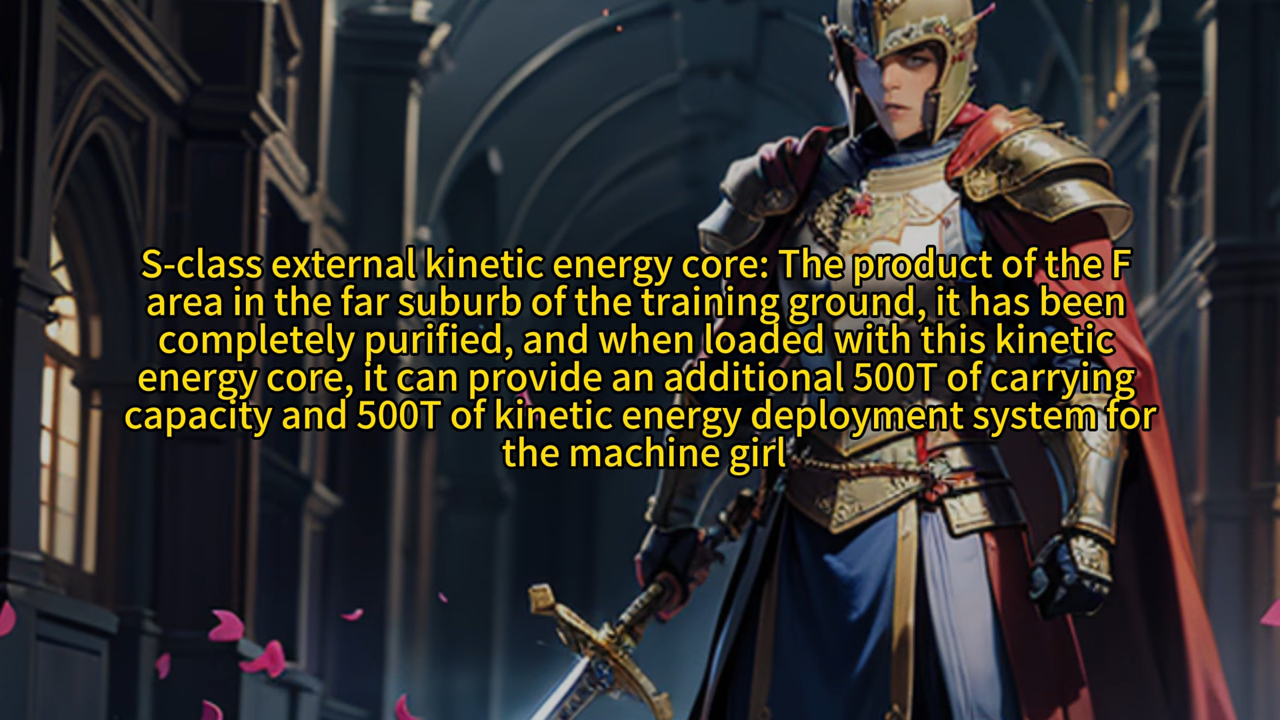 S-class external kinetic energy core: The product of the F
area in the far suburb of the training ground, it has been
completely purified, and when loaded with this kinetic
energy core, it can provide an additional 500T of carrying
capacity and 500T of kinetic energy deployment system for
the machine girl